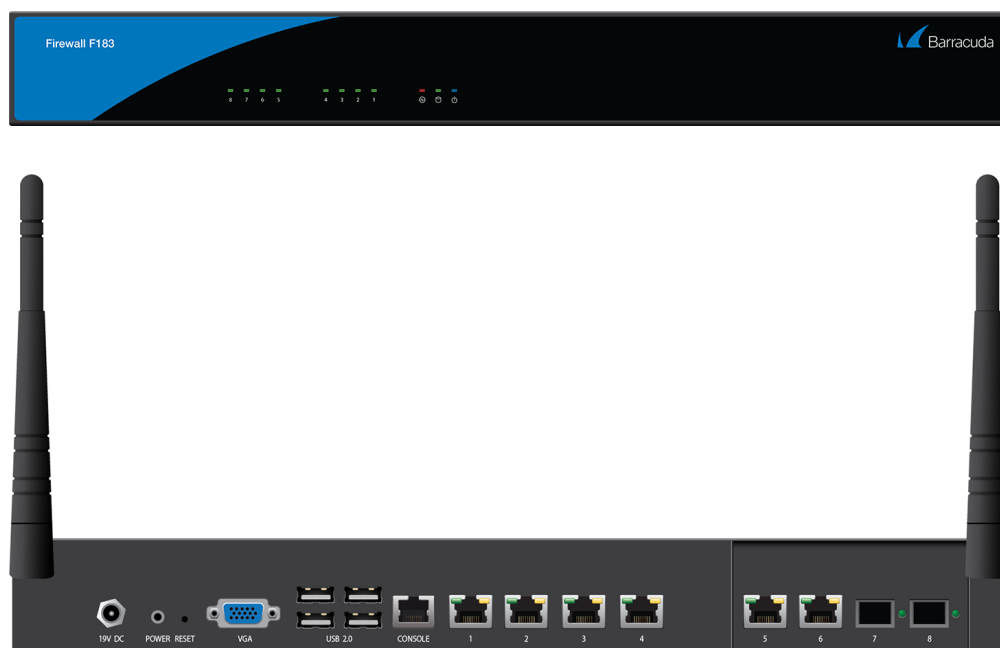 Firewall F183
Barracuda
8 7 6 5 4 3 2 1
19V DC POWER RESET VGA USB 2.0 CONSOLE 1 2 3 4 5 6 7 8